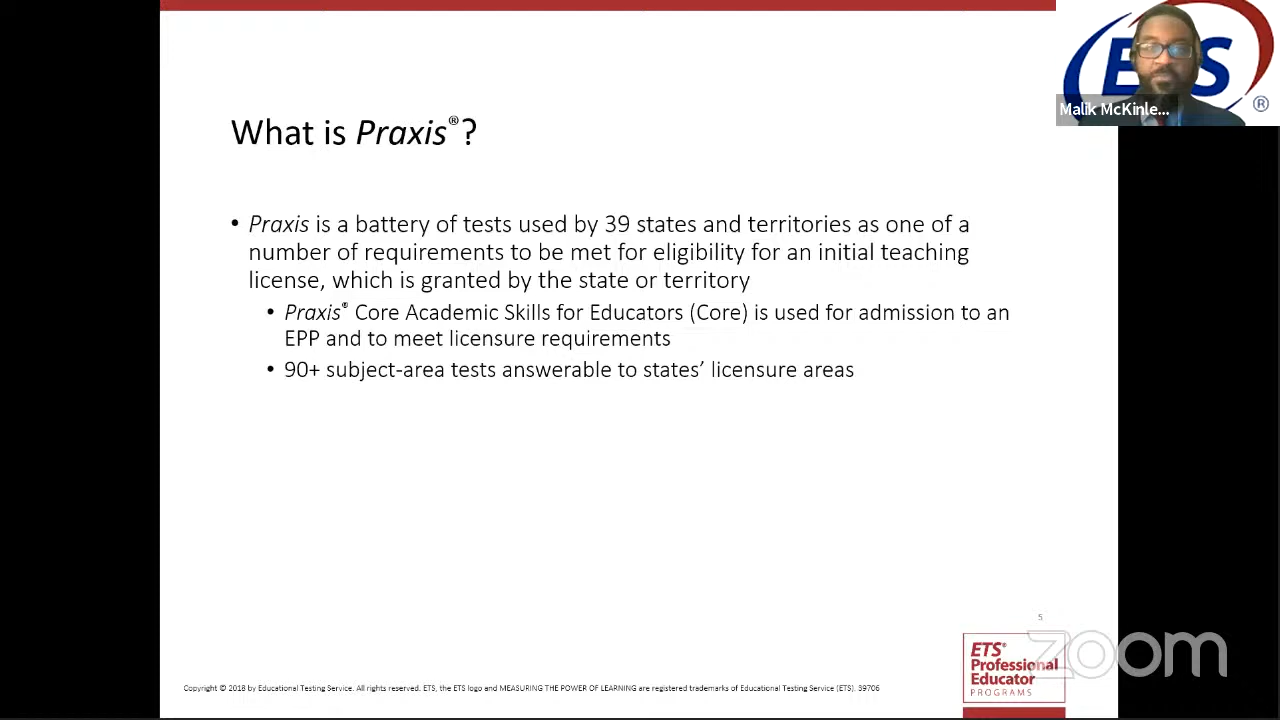 What is Praxis®?
• Praxis is a battery of tests used by 39 states and territories as one of a
number of requirements to be met for eligibility for an initial teaching
license, which is granted by the state or territory
• Praxis® Core Academic Skills for Educators (Core) is used for admission to an
EPP and to meet licensure requirements
• 90+ subject-area tests answerable to states’ licensure areas
ETS
®
Malik McKinle...
5
ETS®
Professional
Educator
PROGRAMS
zoom
Copyright © 2018 by Educational Testing Service. All rights reserved. ETS, the ETS logo and MEASURING THE POWER OF LEARNING are registered trademarks of Educational Testing Service (ETS). 39706